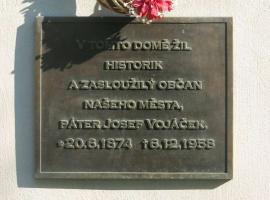 V TOMTO DOMĚ ŽIL
HISTORIK
A ZASLOUŽILÝ OBČAN
NAŠEHO MĚSTA,
PÁTER JOSEF VOJÁČEK.
*20.6.1874 †6.12.1958